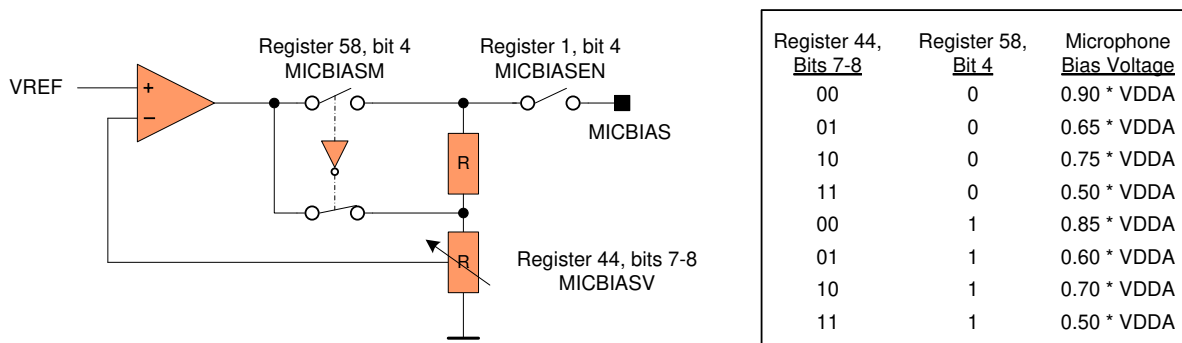 Register 58, bit 4
MICBIASM
Register 1, bit 4
MICBIASEN
VREF
+
−
MICBIAS
R
R
Register 44, bits 7-8
MICBIASV
Register 44, Register 58, Microphone
Bits 7-8 Bit 4 Bias Voltage
00 0 0.90 * VDDA
01 0 0.65 * VDDA
10 0 0.75 * VDDA
11 0 0.50 * VDDA
00 1 0.85 * VDDA
01 1 0.60 * VDDA
10 1 0.70 * VDDA
11 1 0.50 * VDDA